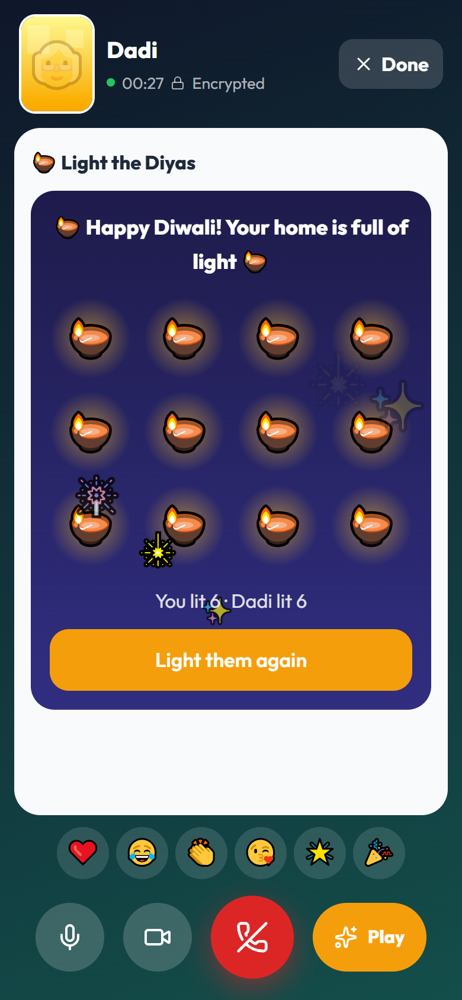 Dadi
00:27 Encrypted
Done
Light the Diyas
Happy Diwali! Your home is full of
light
You lit 6 · Dadi lit 6
Light them again
Play